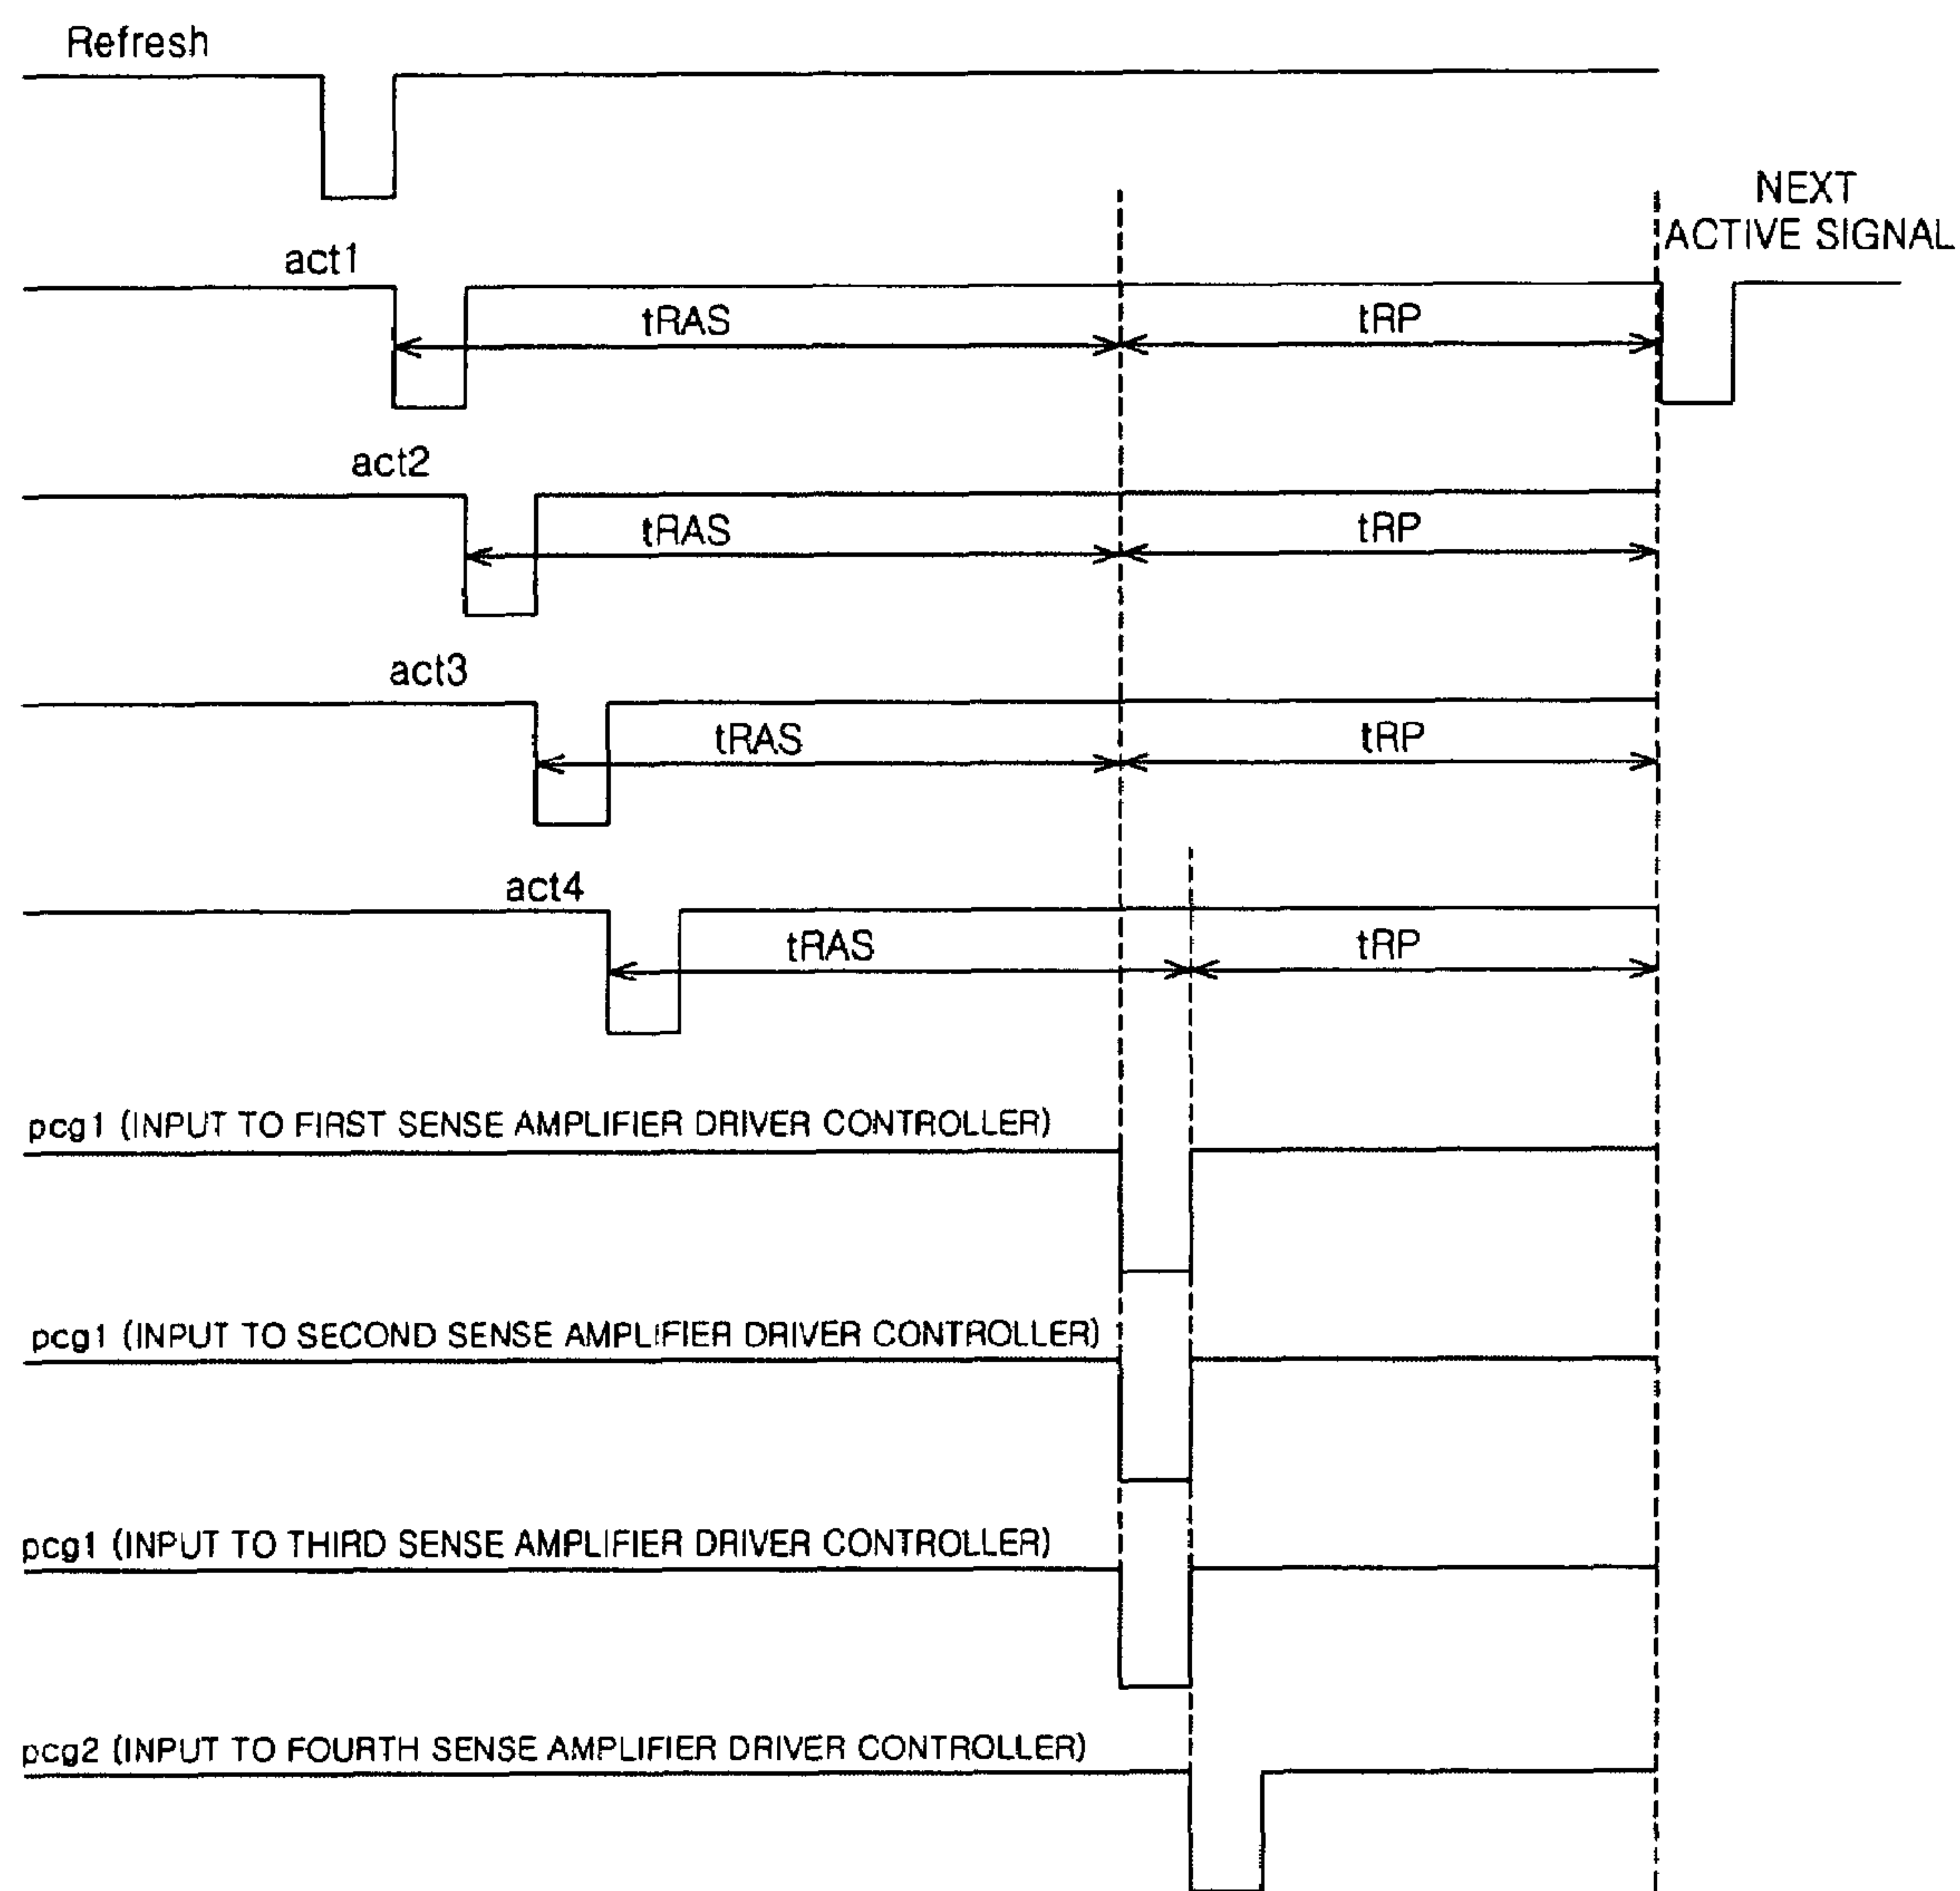 Refresh
NEXT
ACTIVE SIGNAL
act1
tRAS
tRP
act2
tRAS
tRP
act3
tRAS
tRP
act4
tRAS
tRP
pcg1 (INPUT TO FIRST SENSE AMPLIFIER DRIVER CONTROLLER)
pcg1 (INPUT TO SECOND SENSE AMPLIFIER DRIVER CONTROLLER)
pcg1 (INPUT TO THIRD SENSE AMPLIFIER DRIVER CONTROLLER)
pcg2 (INPUT TO FOURTH SENSE AMPLIFIER DRIVER CONTROLLER)